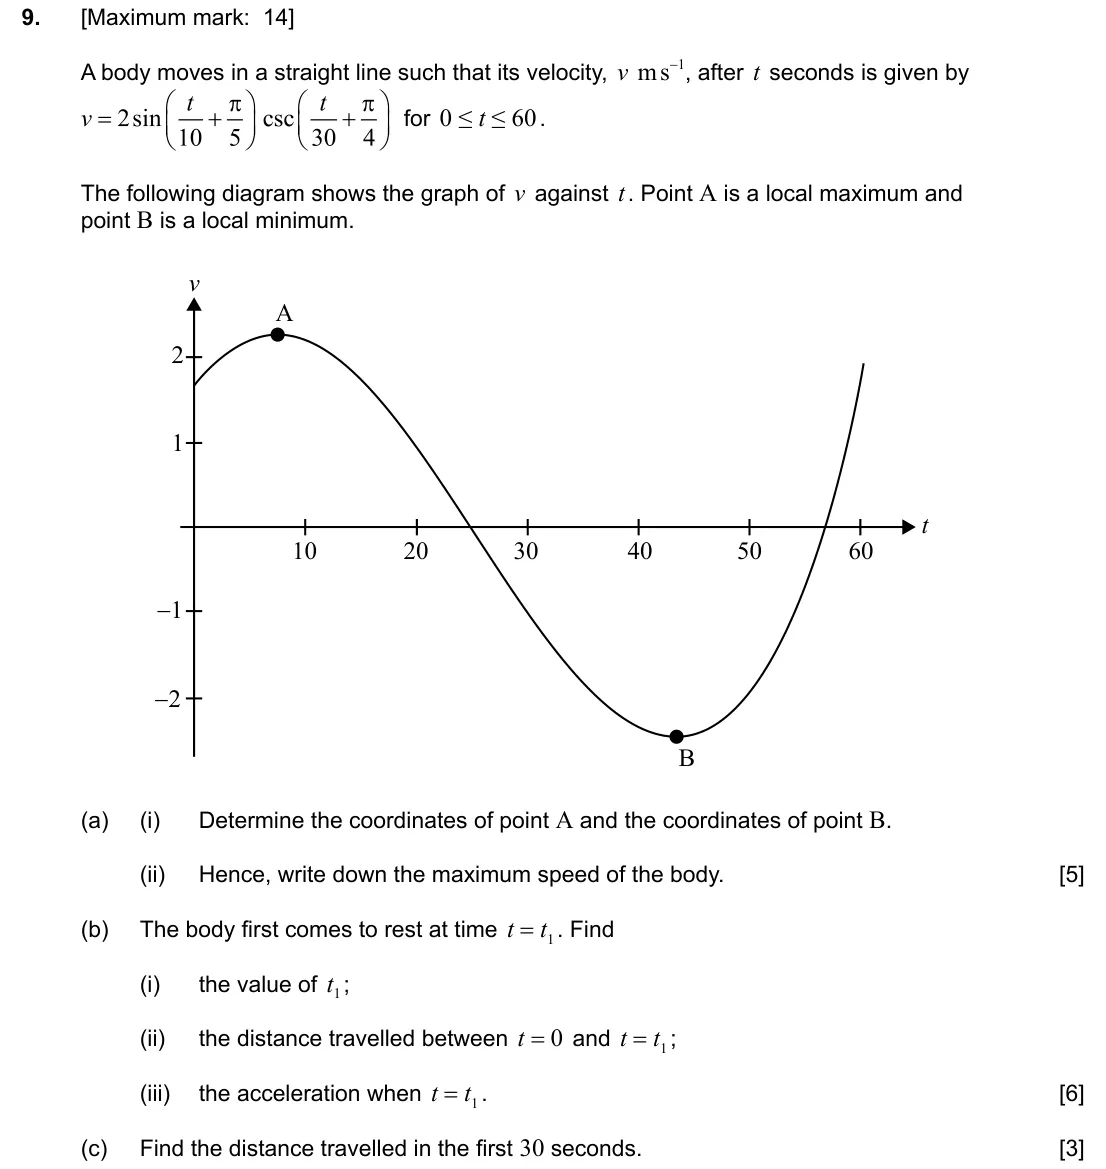 9. [Maximum mark: 14]
A body moves in a straight line such that its velocity, v m s⁻¹, after t seconds is given by
v = 2 sin(t/10 + π/5) csc(t/30 + π/4) for 0 ≤ t ≤ 60.
The following diagram shows the graph of v against t. Point A is a local maximum and
point B is a local minimum.
v
A
2
1
t
10 20 30 40 50 60
−1
−2
B
(a) (i) Determine the coordinates of point A and the coordinates of point B.
(ii) Hence, write down the maximum speed of the body. [5]
(b) The body first comes to rest at time t = t₁. Find
(i) the value of t₁;
(ii) the distance travelled between t = 0 and t = t₁;
(iii) the acceleration when t = t₁. [6]
(c) Find the distance travelled in the first 30 seconds. [3]